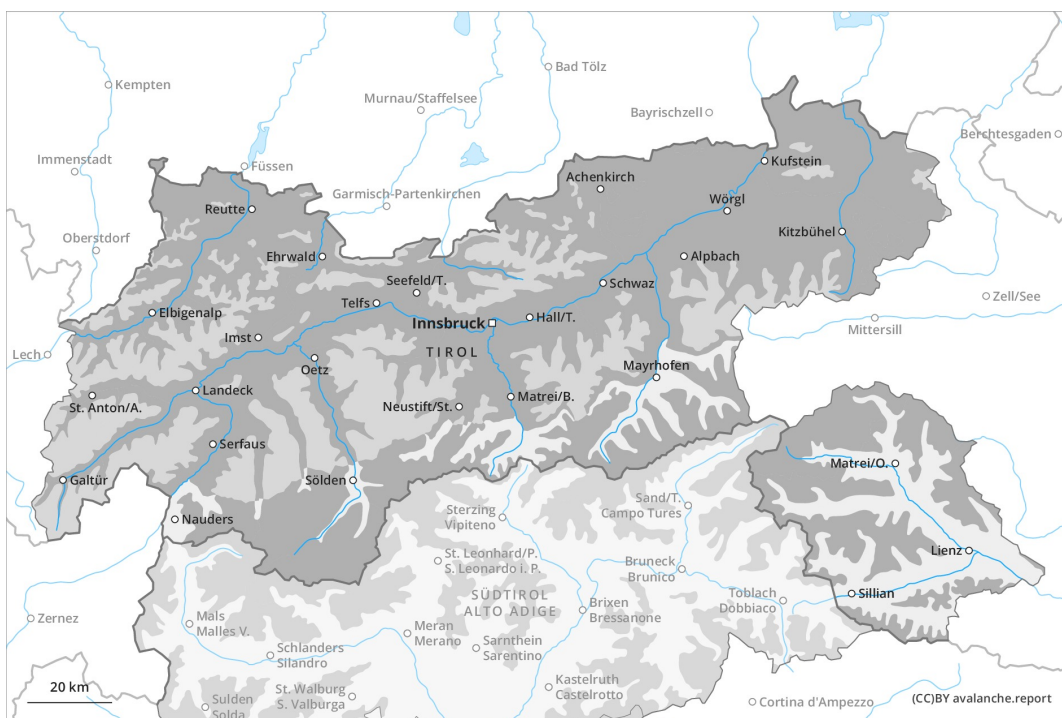 Kempten
Bad Tölz
Murnau/Staffelsee
Bayrischzell
Berchtesgaden
Immenstadt
Füssen
Kufstein
Achenkirch
Garmisch-Partenkirchen
Wörgl
Reutte
Kitzbühel
Oberstdorf
Ehrwald
Alpbach
Seefeld/T.
Schwaz
Zell/See
Telfs
Elbigenalp
Innsbruck
Hall/T.
Mittersill
Imst
Lech
TIROL
Oetz
Mayrhofen
Landeck
St. Anton/A.
Neustift/St.
Matrei/B.
Serfaus
Matrei/O.
Galtür
Sölden
Sand/T.
Campo Tures
Nauders
Sterzing
Vipiteno
Lienz
St. Leonhard/P.
S. Leonardo i. P.
Bruneck
Brunico
SÜDTIROL
ALTO ADIGE
Sillian
Toblach
Dobbiaco
Brixen
Bressanone
Zernez
Mals
Malles V.
Meran
Merano
Sarnthein
Sarentino
Schlanders
Silandro
Kastelruth
Castelrotto
20 km
St. Walburg
S. Valburga
Sulden
Solda
Cortina d'Ampezzo
(CC)BY avalanche.report